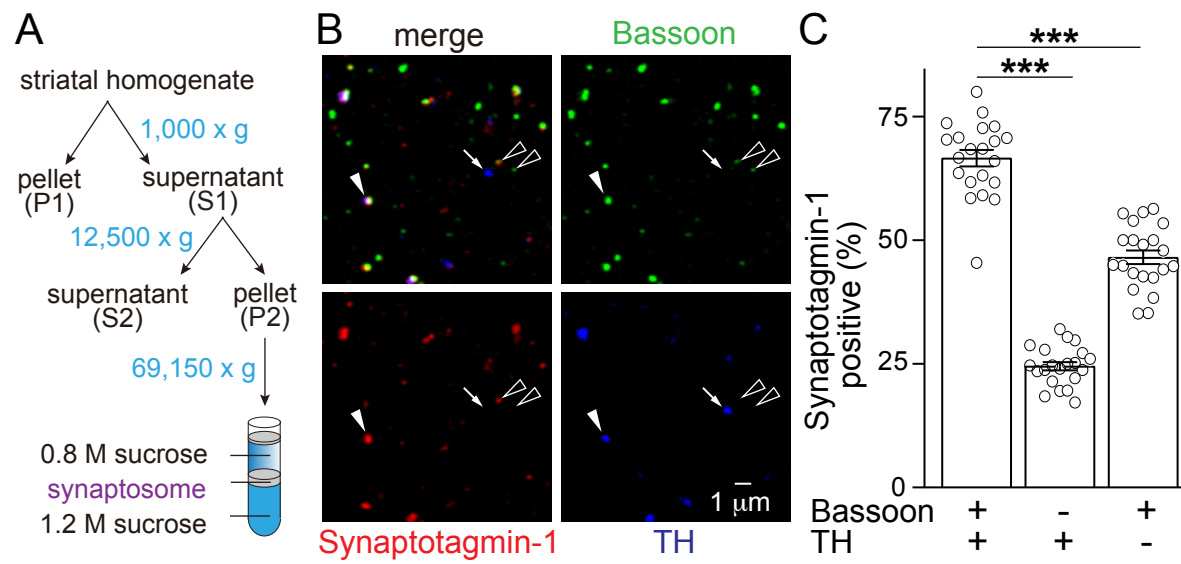 A
striatal homogenate
1,000 x g
pellet
(P1)
supernatant
(S1)
12,500 x g
supernatant
(S2)
pellet
(P2)
69,150 x g
0.8 M sucrose
synaptosome
1.2 M sucrose
B
merge
Bassoon
1 μm
Synaptotagmin-1
TH
C
***
***
Synaptotagmin-1
positive (%)
75
50
25
0
Bassoon + - +
TH + + -